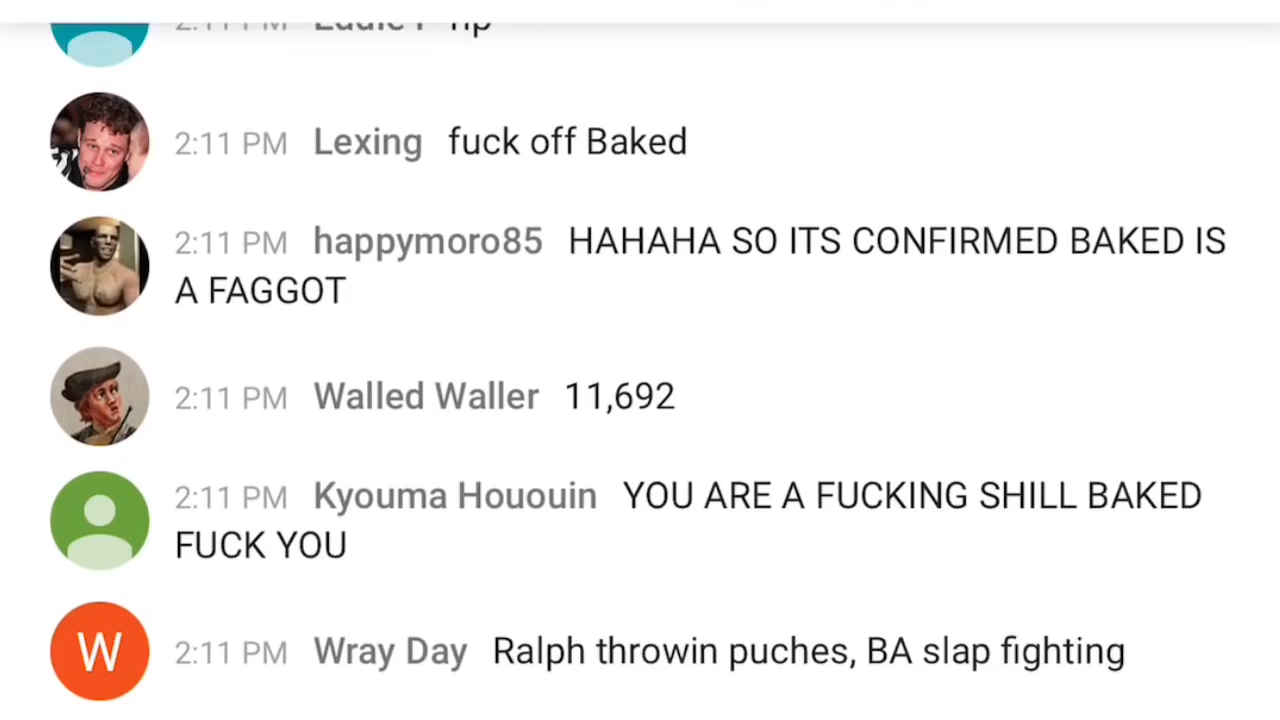 2:11 PM Lexing fuck off Baked
2:11 PM happymoro85 HAHAHA SO ITS CONFIRMED BAKED IS
A FAGGOT
2:11 PM Walled Waller 11,692
2:11 PM Kyouma Hououin YOU ARE A FUCKING SHILL BAKED
FUCK YOU
W 2:11 PM Wray Day Ralph throwin puches, BA slap fighting